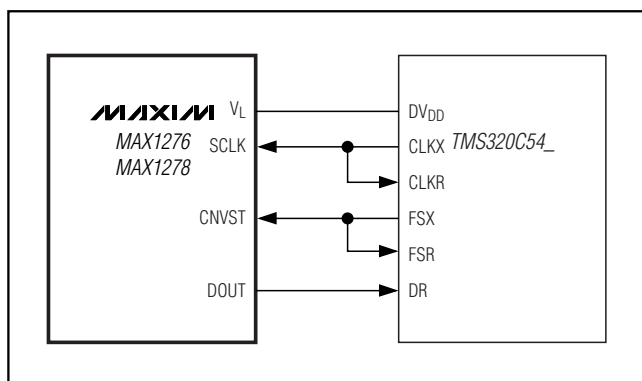 MAXIM
MAX1276
MAX1278
VL
SCLK
CNVST
DOUT
DVDD
CLKX
CLKR
FSX
FSR
DR
TMS320C54_